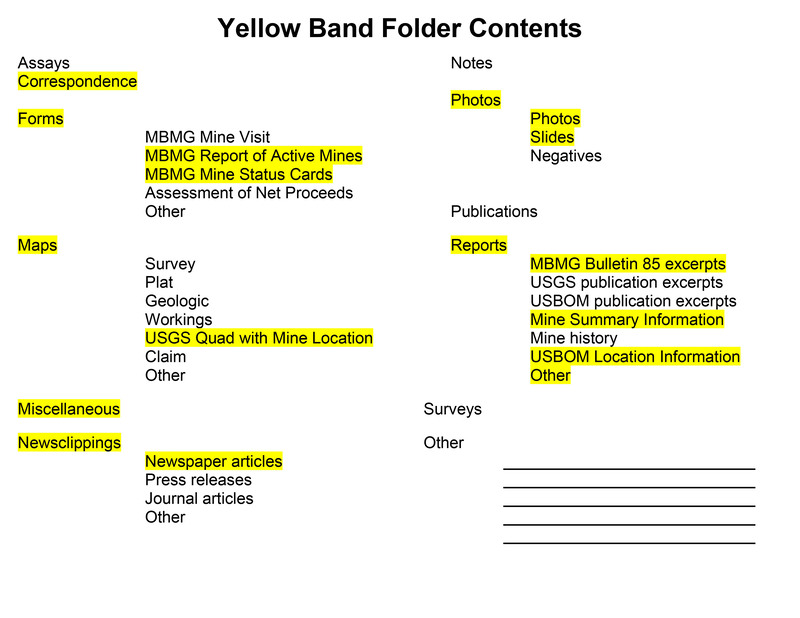 Yellow Band Folder Contents
Assays
Correspondence
Forms
MBMG Mine Visit
MBMG Report of Active Mines
MBMG Mine Status Cards
Assessment of Net Proceeds
Other
Maps
Survey
Plat
Geologic
Workings
USGS Quad with Mine Location
Claim
Other
Miscellaneous
Newsclippings
Newspaper articles
Press releases
Journal articles
Other
Notes
Photos
Photos
Slides
Negatives
Publications
Reports
MBMG Bulletin 85 excerpts
USGS publication excerpts
USBOM publication excerpts
Mine Summary Information
Mine history
USBOM Location Information
Other
Surveys
Other